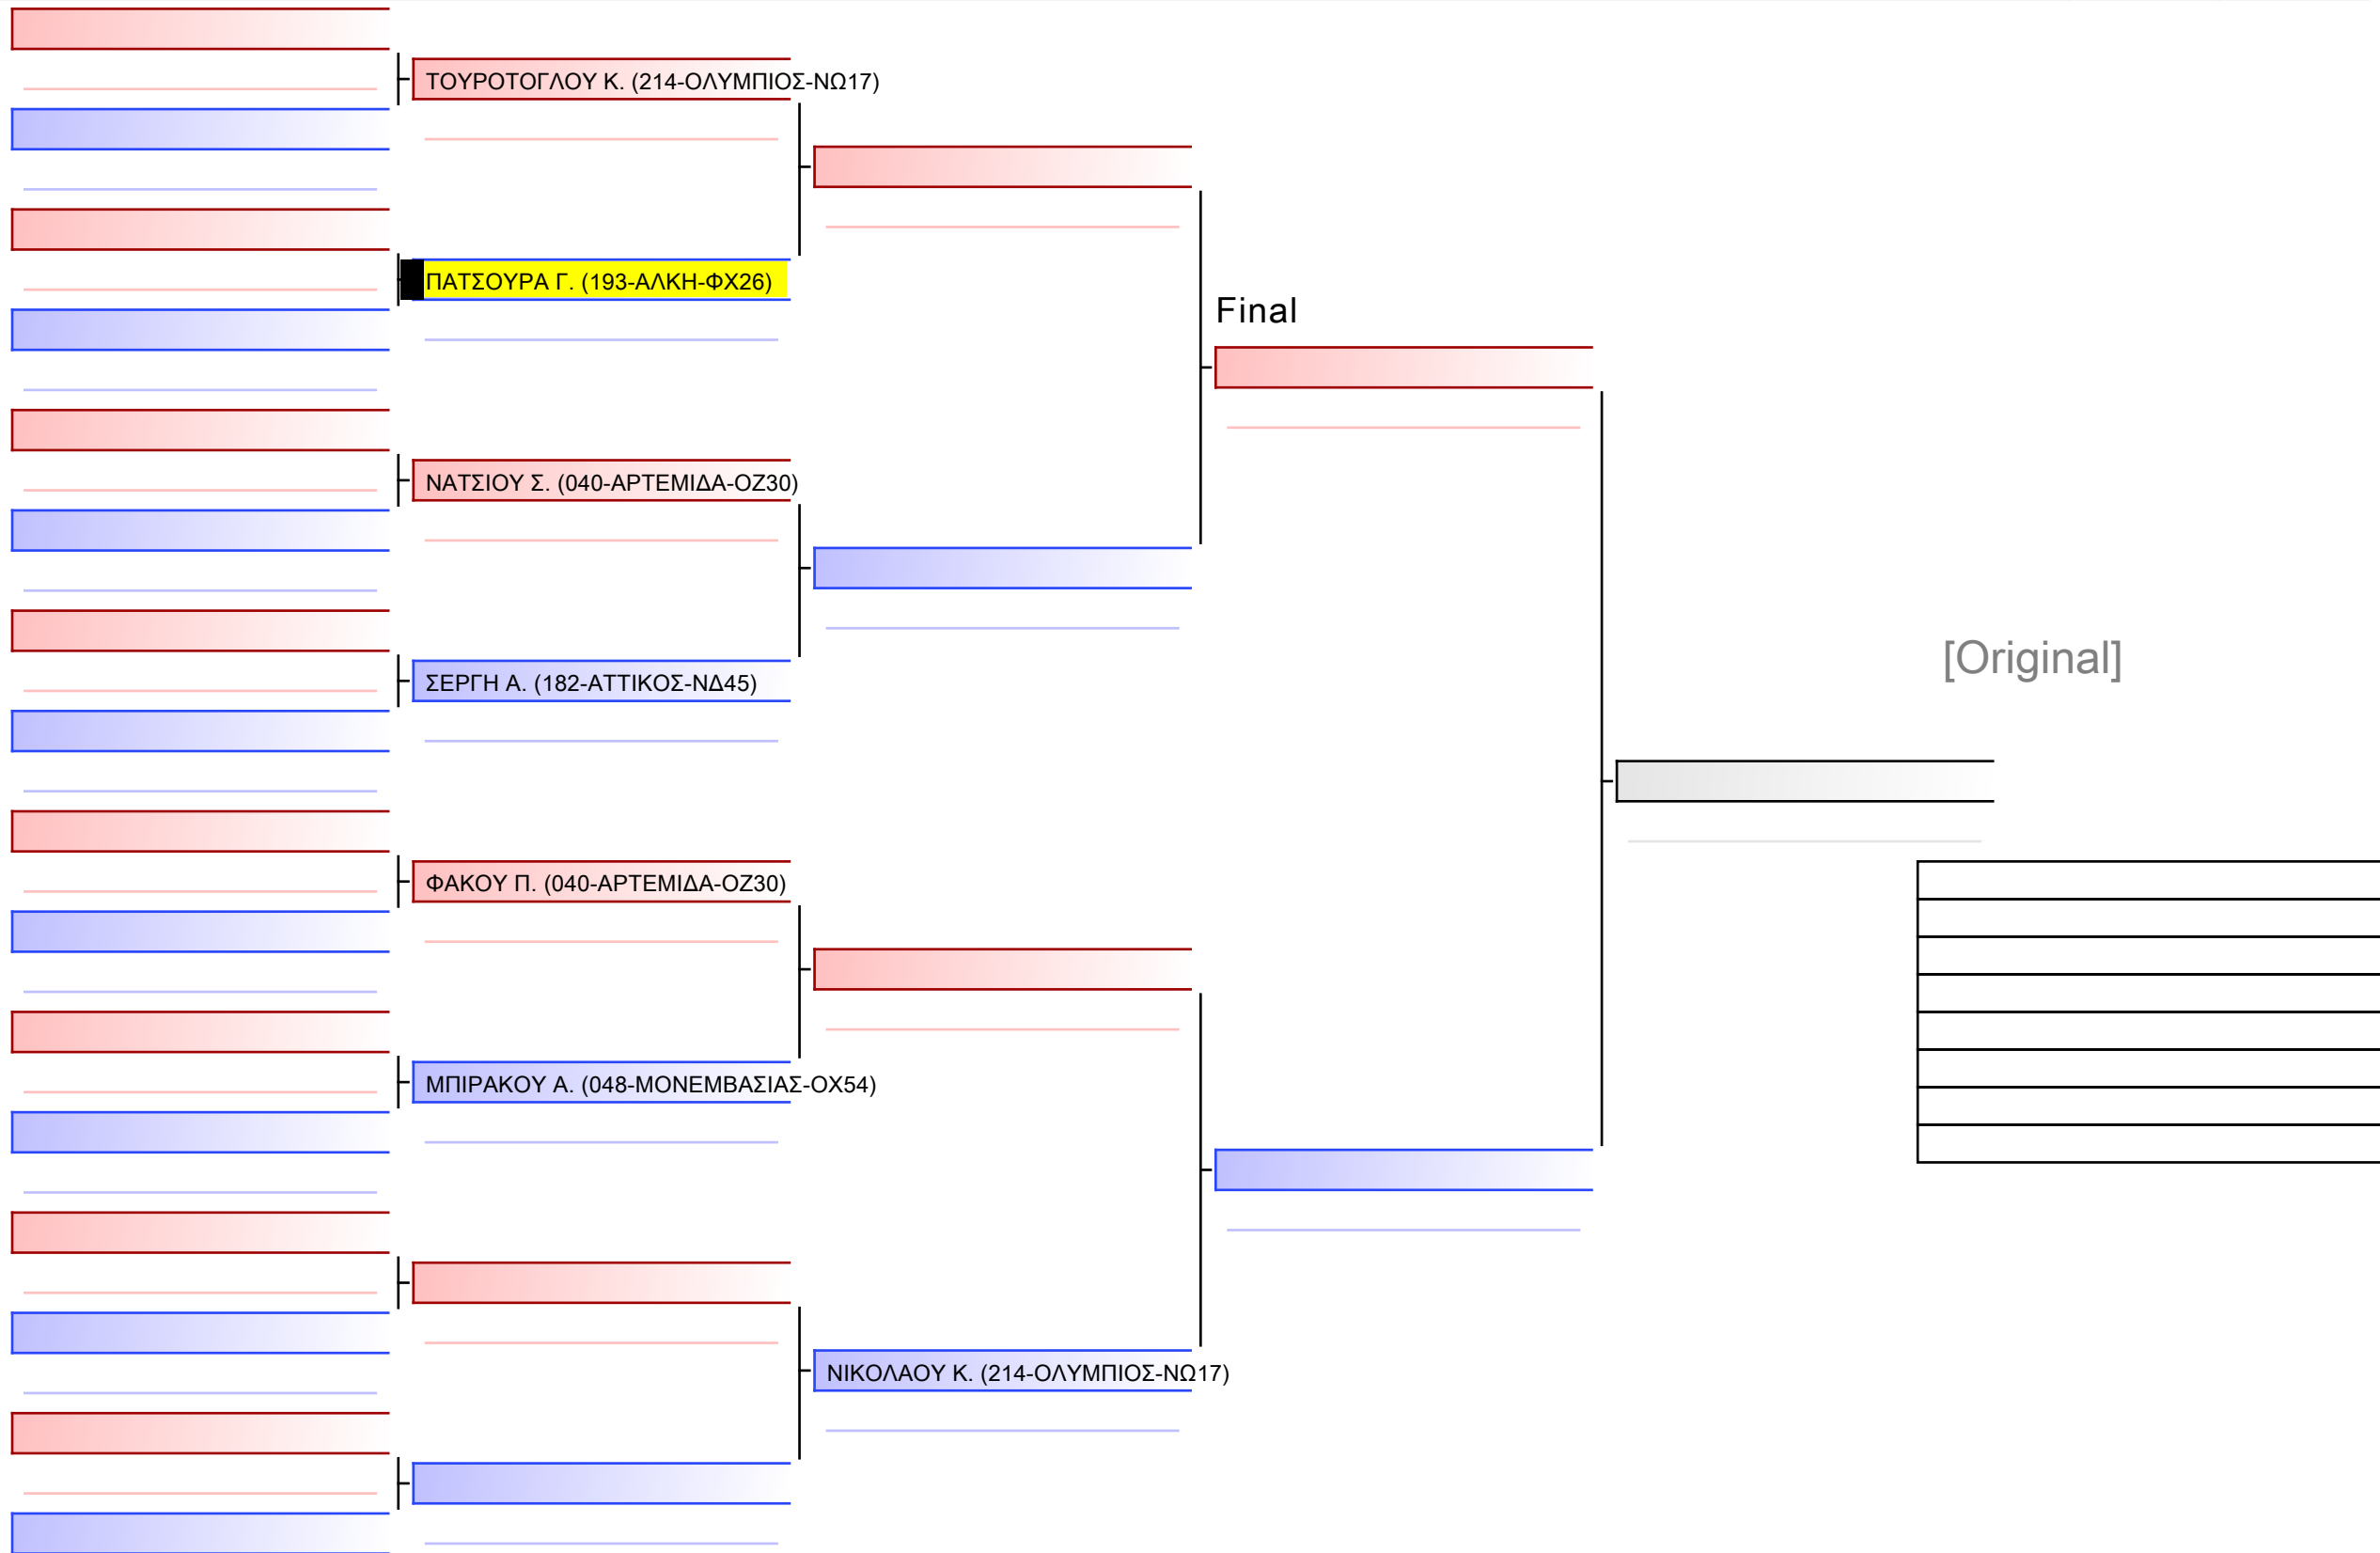 ΤΟΥΡΟΤΟΓΛΟΥ Κ. (214-ΟΛΥΜΠΙΟΣ-ΝΩ17)
ΠΑΤΣΟΥΡΑ Γ. (193-ΑΛΚΗ-ΦΧ26)
Final
ΝΑΤΣΙΟΥ Σ. (040-ΑΡΤΕΜΙΔΑ-ΟΖ30)
[Original]
ΣΕΡΓΗ Α. (182-ΑΤΤΙΚΟΣ-ΝΔ45)
ΦΑΚΟΥ Π. (040-ΑΡΤΕΜΙΔΑ-ΟΖ30)
ΜΠΙΡΑΚΟΥ Α. (048-ΜΟΝΕΜΒΑΣΙΑΣ-ΟΧ54)
ΝΙΚΟΛΑΟΥ Κ. (214-ΟΛΥΜΠΙΟΣ-ΝΩ17)